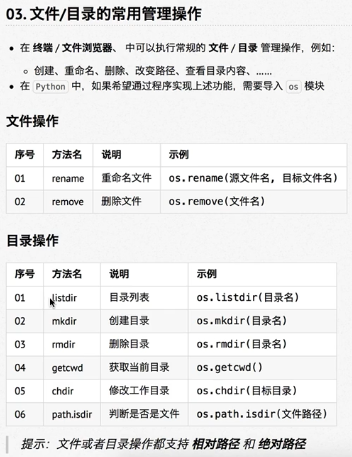 03. 文件/目录的常用管理操作
• 在 终端 / 文件浏览器、 中可以执行常规的 文件 / 目录 管理操作，例如：
◦ 创建、重命名、删除、改变路径、查看目录内容、……
• 在 Python 中，如果希望通过程序实现上述功能，需要导入 os 模块
文件操作
序号 方法名 说明 示例
01 rename 重命名文件 os.rename(源文件名, 目标文件名)
02 remove 删除文件 os.remove(文件名)
目录操作
序号 方法名 说明 示例
01 listdir 目录列表 os.listdir(目录名)
02 mkdir 创建目录 os.mkdir(目录名)
03 rmdir 删除目录 os.rmdir(目录名)
04 getcwd 获取当前目录 os.getcwd()
05 chdir 修改工作目录 os.chdir(目标目录)
06 path.isdir 判断是否是文件 os.path.isdir(文件路径)
提示：文件或者目录操作都支持 相对路径 和 绝对路径